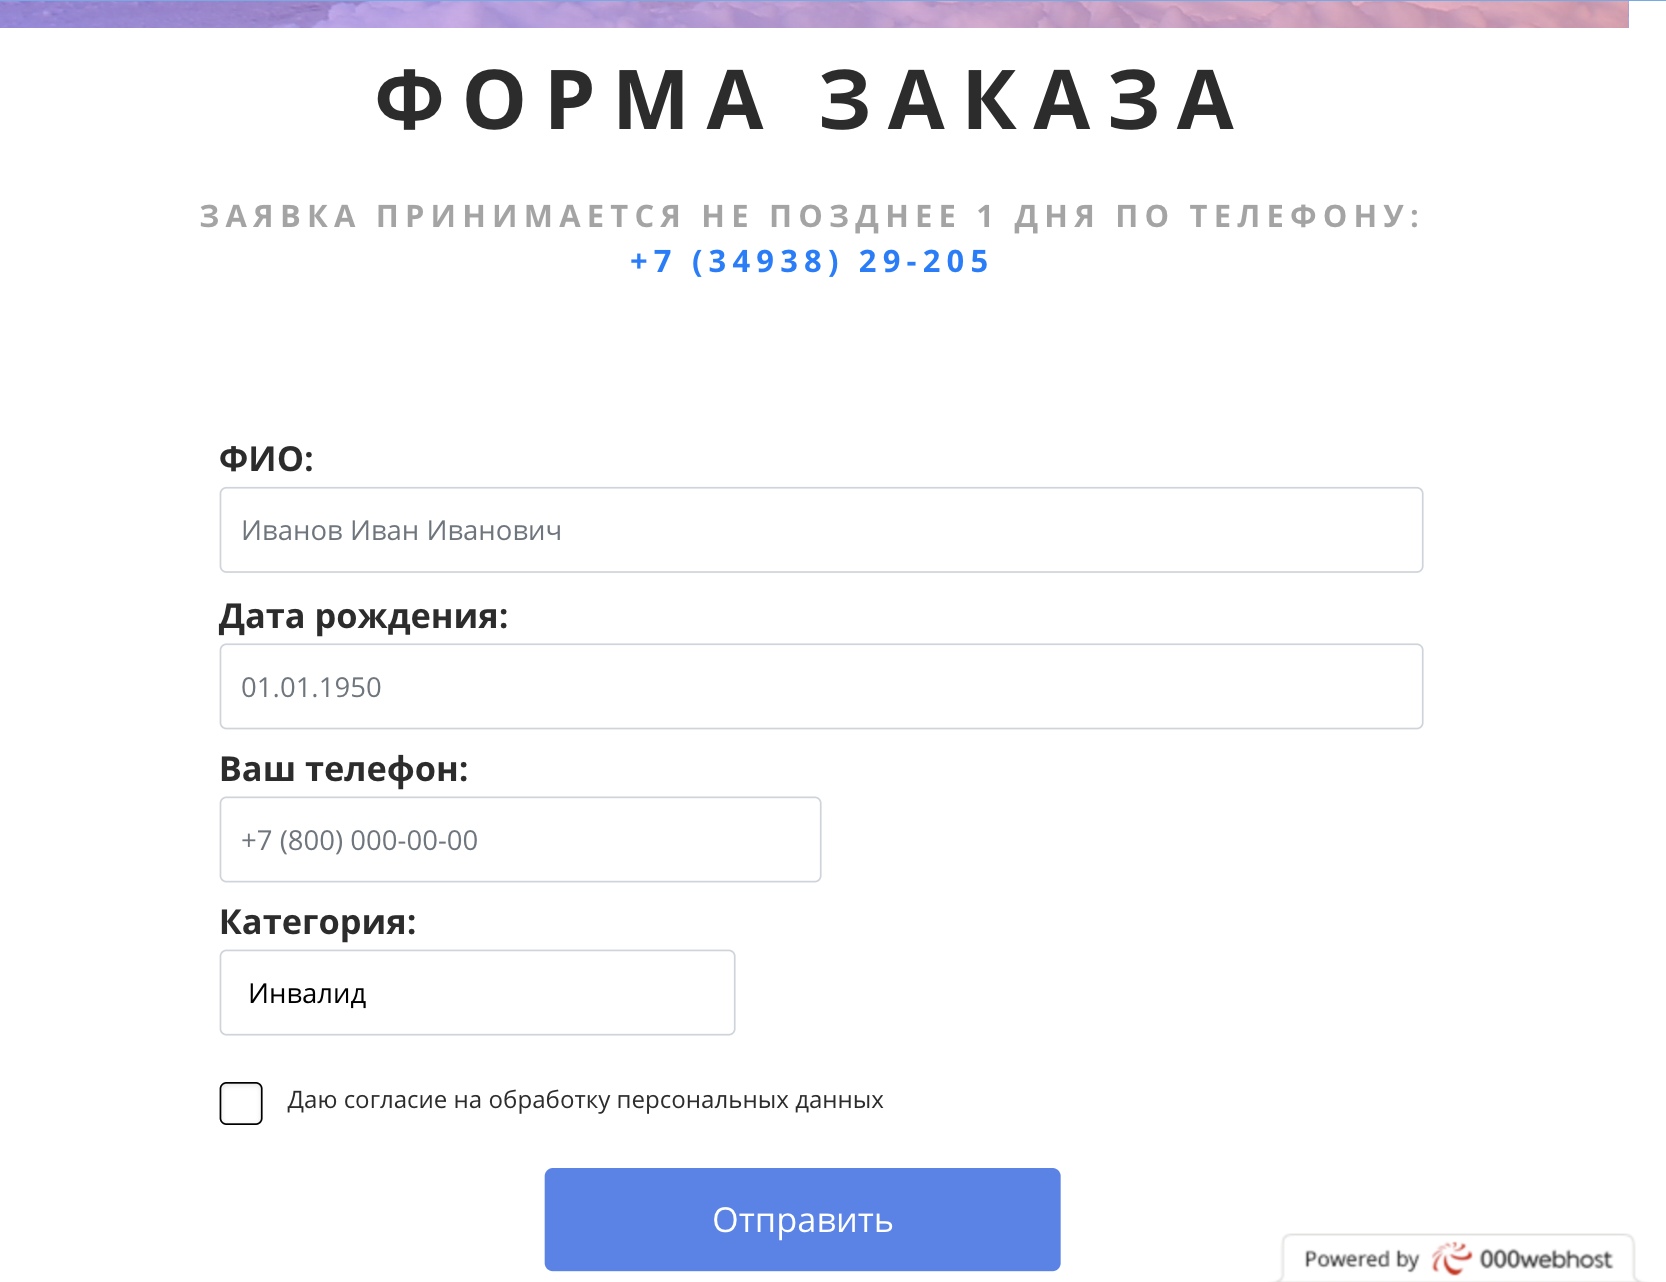 ФОРМА ЗАКАЗА
ЗАЯВКА ПРИНИМАЕТСЯ НЕ ПОЗДНЕЕ 1 ДНЯ ПО ТЕЛЕФОНУ:
+7 (34938) 29-205
ФИО:
Иванов Иван Иванович
Дата рождения:
01.01.1950
Ваш телефон:
+7 (800) 000-00-00
Категория:
Инвалид
Даю согласие на обработку персональных данных
Отправить
Powered by 000webhost